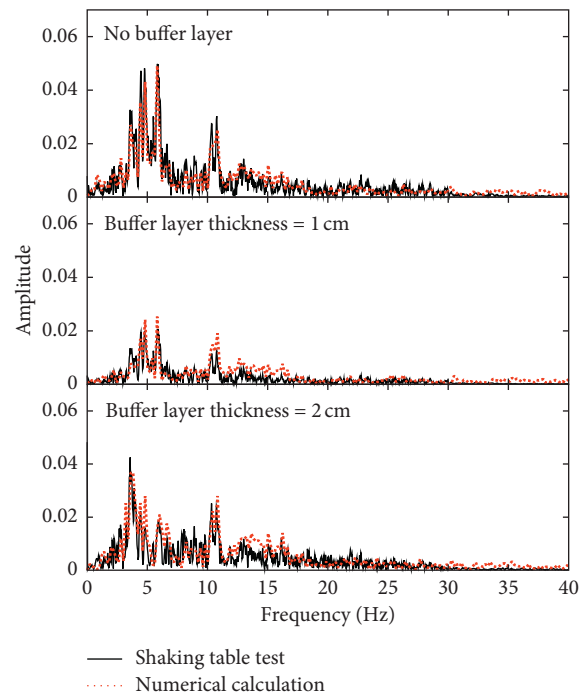 0.06
No buffer layer
0.04
0.02
0
0.06
Buffer layer thickness = 1 cm
0.04
Amplitude
0.02
0
0.06
Buffer layer thickness = 2 cm
0.04
0.02
0
0 5 10 15 20 25 30 35 40
Frequency (Hz)
Shaking table test
Numerical calculation